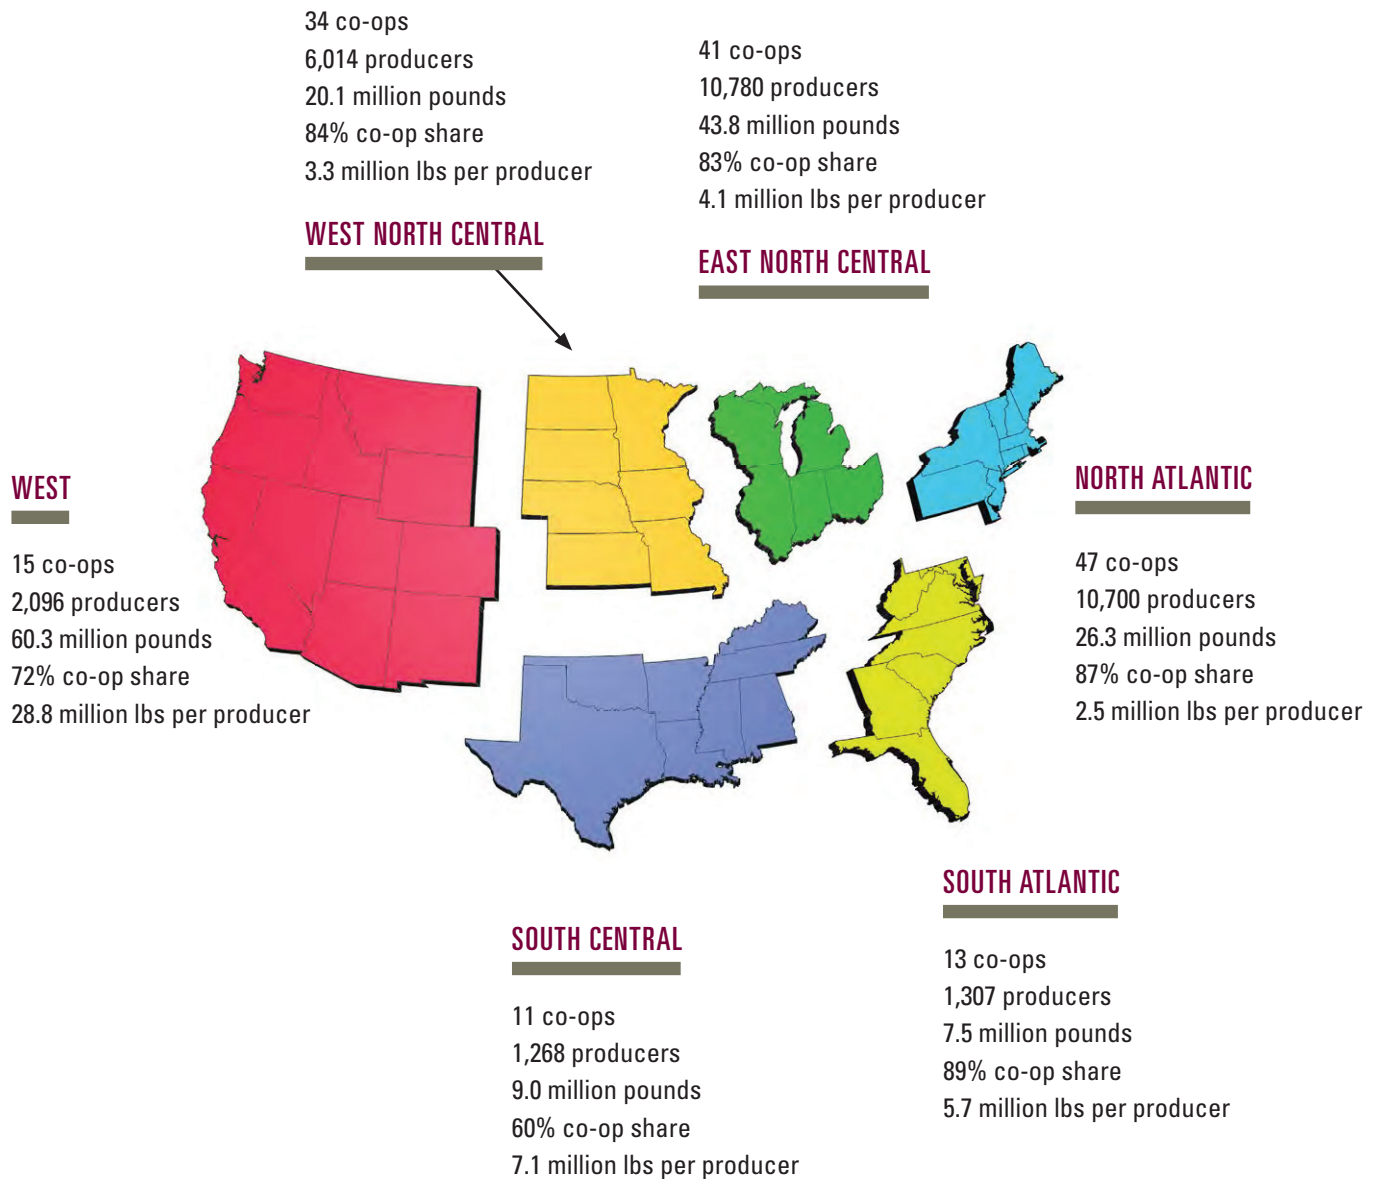 34 co-ops
6,014 producers
20.1 million pounds
84% co-op share
3.3 million lbs per producer
WEST NORTH CENTRAL
41 co-ops
10,780 producers
43.8 million pounds
83% co-op share
4.1 million lbs per producer
EAST NORTH CENTRAL
WEST
15 co-ops
2,096 producers
60.3 million pounds
72% co-op share
28.8 million lbs per producer
NORTH ATLANTIC
47 co-ops
10,700 producers
26.3 million pounds
87% co-op share
2.5 million lbs per producer
SOUTH CENTRAL
11 co-ops
1,268 producers
9.0 million pounds
60% co-op share
7.1 million lbs per producer
SOUTH ATLANTIC
13 co-ops
1,307 producers
7.5 million pounds
89% co-op share
5.7 million lbs per producer